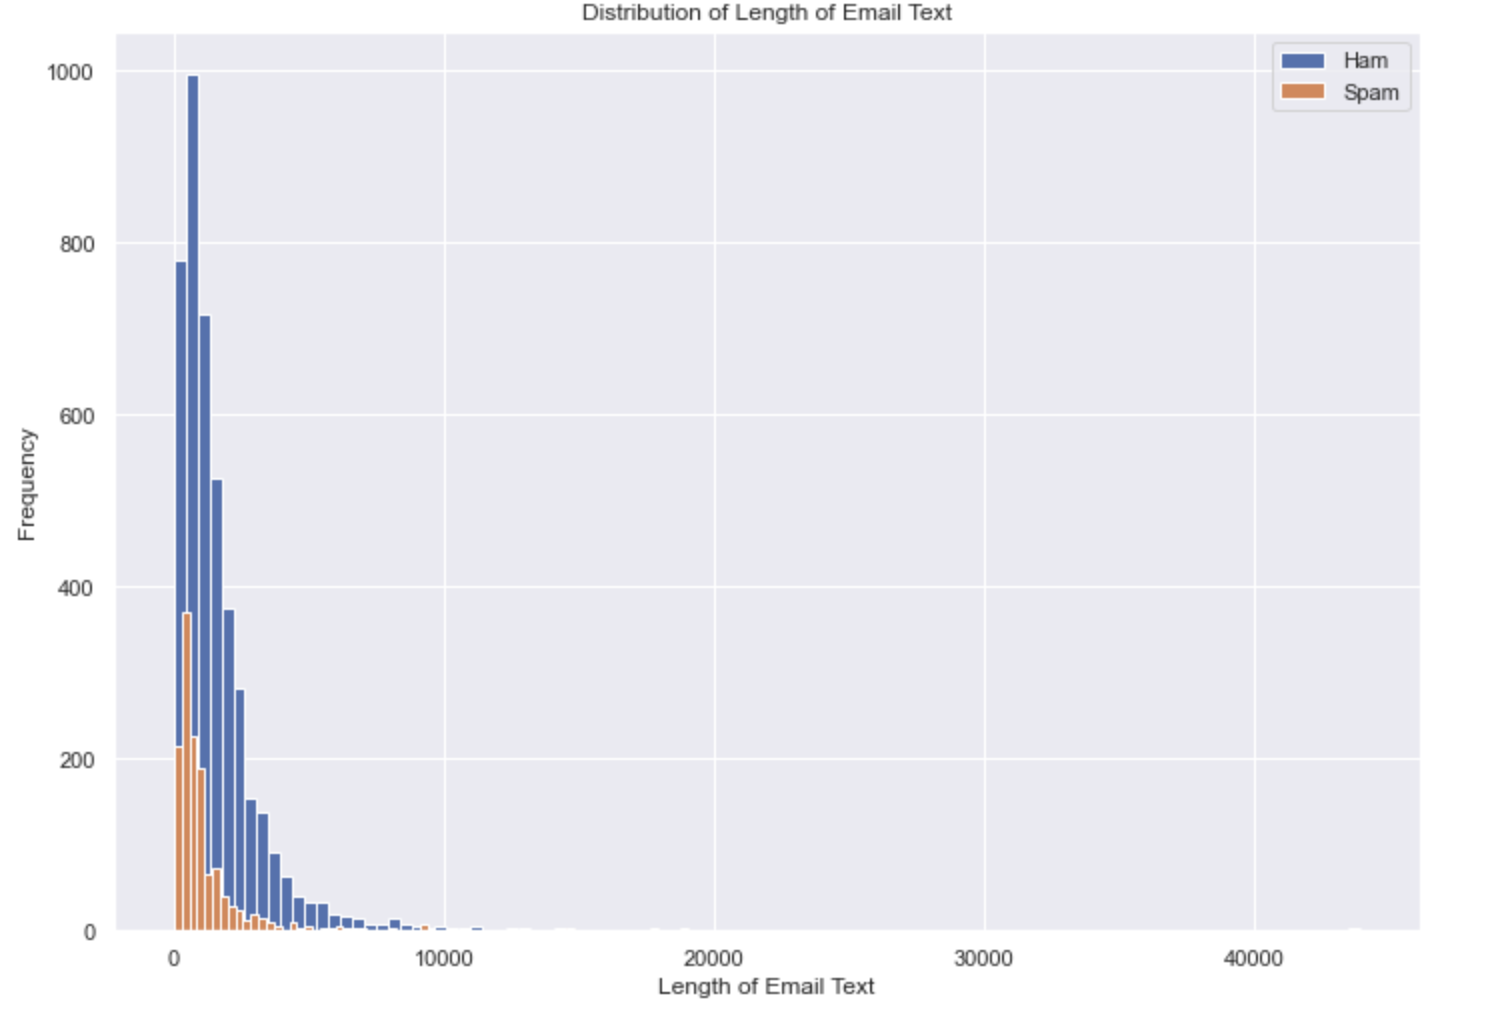 Distribution of Length of Email Text
Ham
Spam
1000
800
600
400
200
0
Frequency
0 10000 20000 30000 40000
Length of Email Text